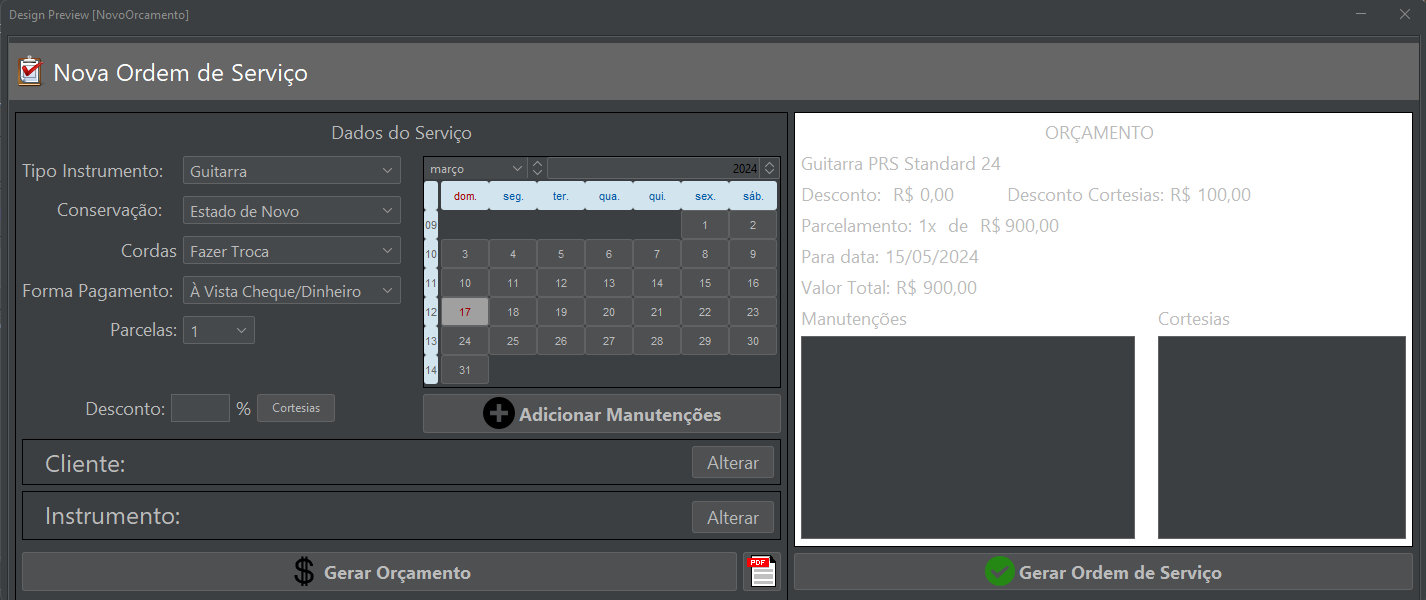 Design Preview [NovoOrcamento]
Nova Ordem de Serviço
Dados do Serviço
Tipo Instrumento: Guitarra
Conservação: Estado de Novo
Cordas Fazer Troca
Forma Pagamento: À Vista Cheque/Dinheiro
Parcelas: 1
Desconto: % Cortesias
março 2024
dom. seg. ter. qua. qui. sex. sáb.
09 1 2
10 3 4 5 6 7 8 9
11 10 11 12 13 14 15 16
12 17 18 19 20 21 22 23
13 24 25 26 27 28 29 30
14 31
Adicionar Manutenções
Cliente: Alterar
Instrumento: Alterar
Gerar Orçamento PDF
ORÇAMENTO
Guitarra PRS Standard 24
Desconto: R$ 0,00 Desconto Cortesias: R$ 100,00
Parcelamento: 1x de R$ 900,00
Para data: 15/05/2024
Valor Total: R$ 900,00
Manutenções Cortesias
Gerar Ordem de Serviço